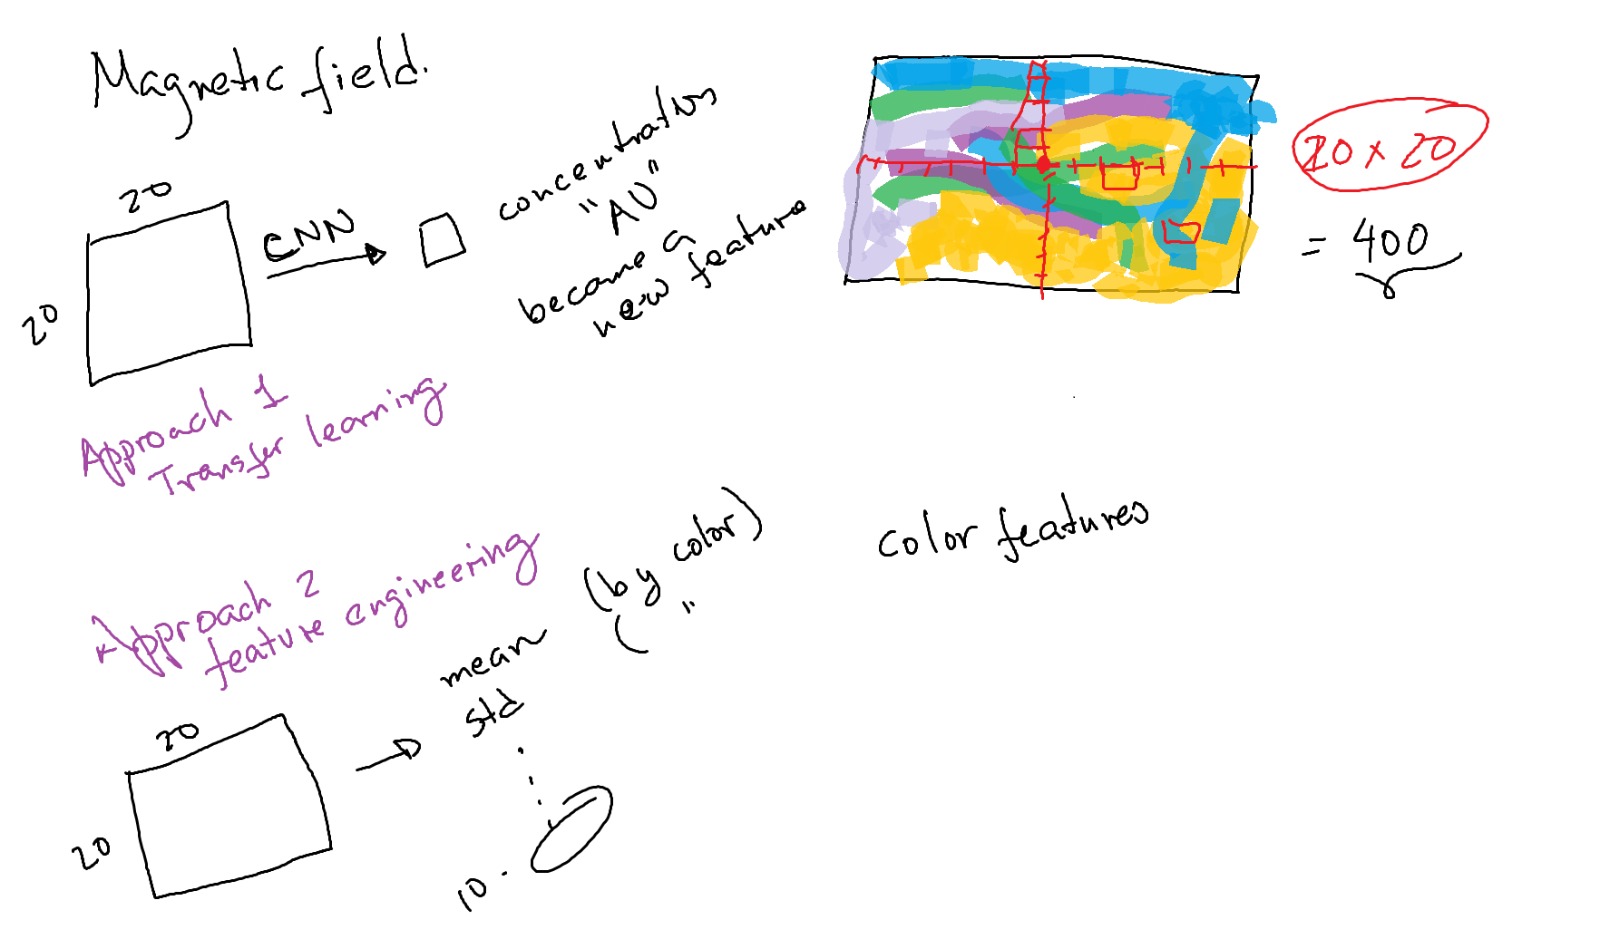 Magnetic field.
20
20
CNN
concentration
"AU"
became a
new feature
20 x 20
= 400
Approach 1
Transfer learning
Approach 2
feature engineering
20
20
mean (by color)
std ( "
10.
color features